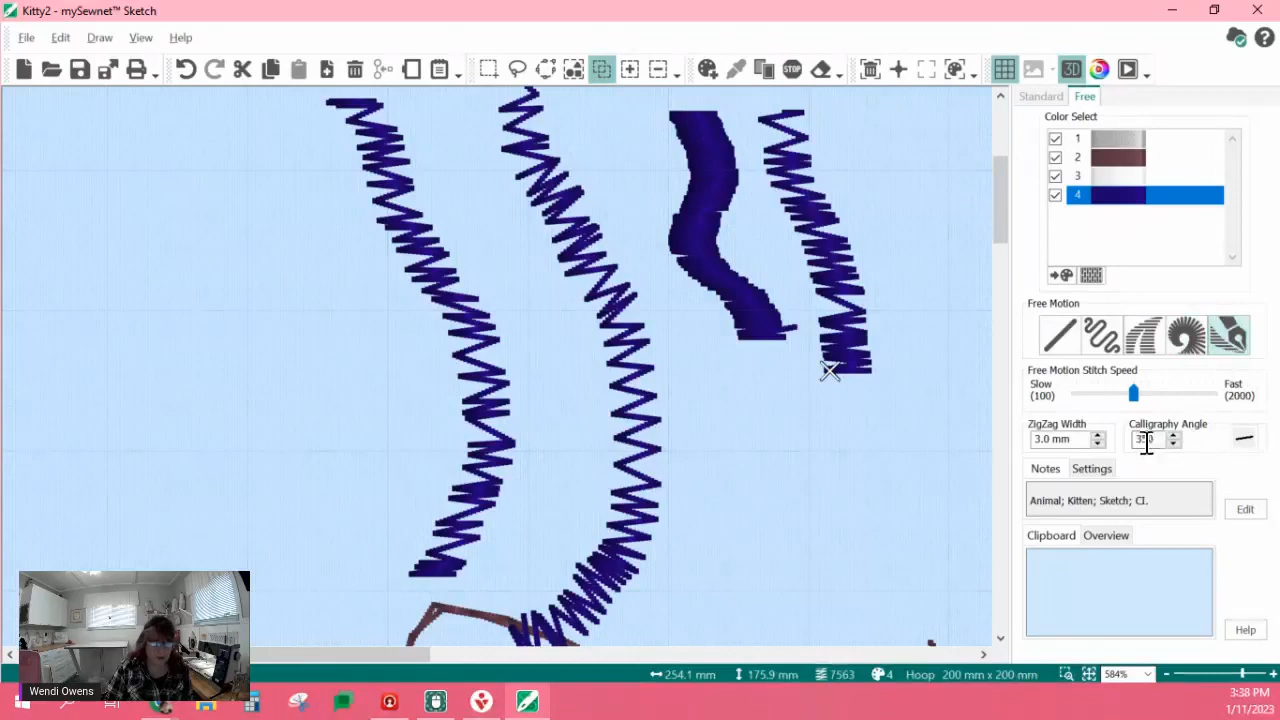 Kitty2 - mySewnet™ Sketch
File Edit Draw View Help
STOP
3D
Standard Free
Color Select
1
2
3
4
Free Motion
Free Motion Stitch Speed
Slow
(100)
Fast
(2000)
ZigZag Width
Calligraphy Angle
3.0 mm
Notes Settings
Animal; Kitten; Sketch; CI.
Edit
Clipboard Overview
Help
Wendi Owens
254.1 mm 175.9 mm 7563 4 Hoop 200 mm x 200 mm 584%
3:38 PM
1/11/2023